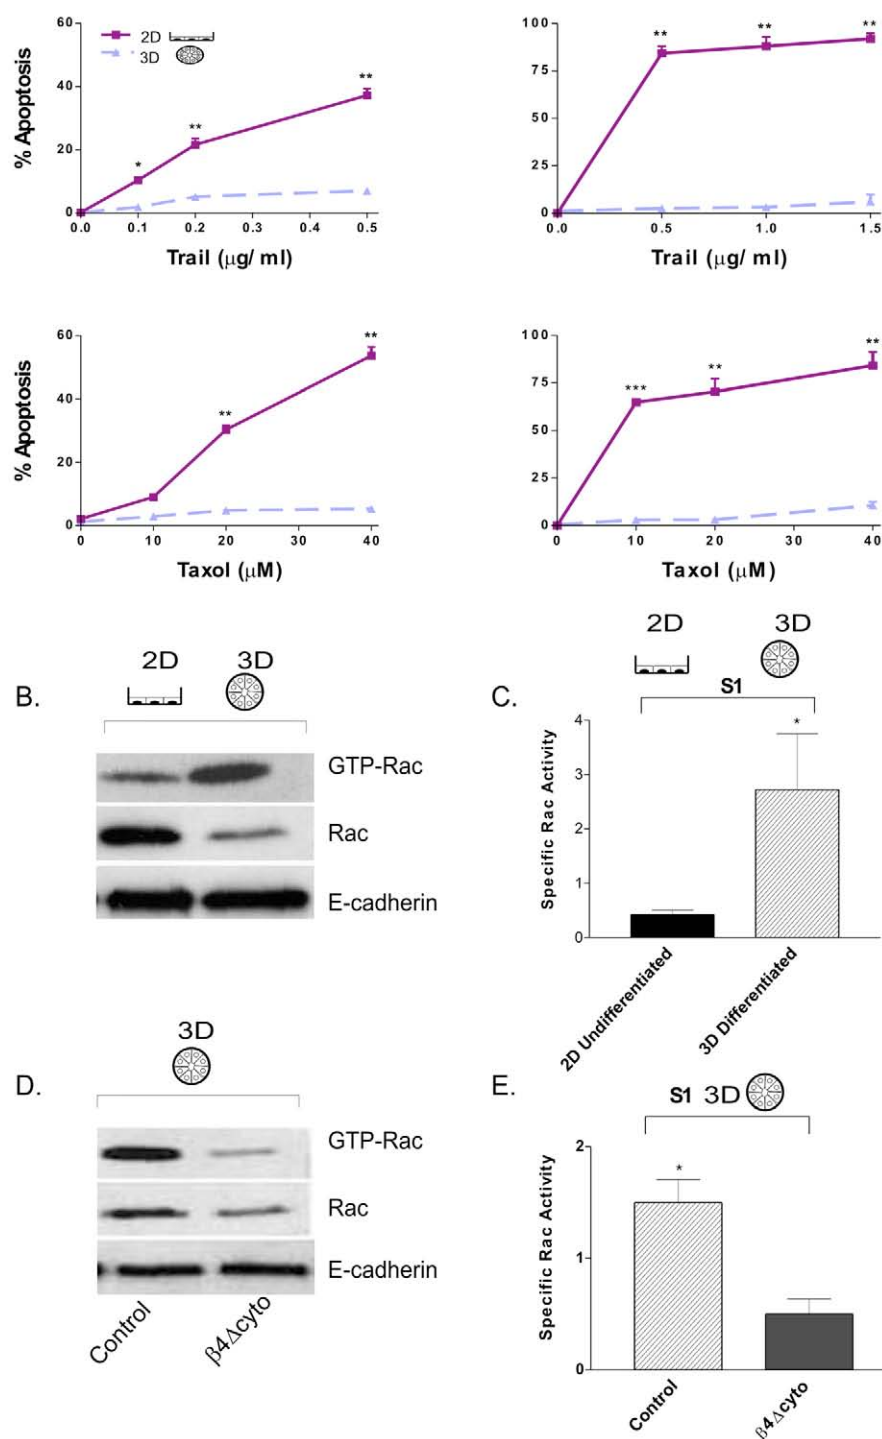 60
40
20
0
% Apoptosis
2D
3D
*
**
**
0.0 0.1 0.2 0.3 0.4 0.5
Trail (μg/ ml)
100
75
50
25
0
**
**
**
0.0 0.5 1.0 1.5
Trail (μg/ ml)
60
40
20
0
% Apoptosis
**
**
0 10 20 30 40
Taxol (μM)
100
75
50
25
0
***
**
**
0 10 20 30 40
Taxol (μM)
B.
2D 3D
GTP-Rac
Rac
E-cadherin
C.
2D 3D
S1
Specific Rac Activity
4
3
2
1
0
*
2D Undifferentiated
3D Differentiated
D.
3D
GTP-Rac
Rac
E-cadherin
Control
β4Δcyto
E.
S1 3D
Specific Rac Activity
2
1
0
*
Control
β4Δcyto